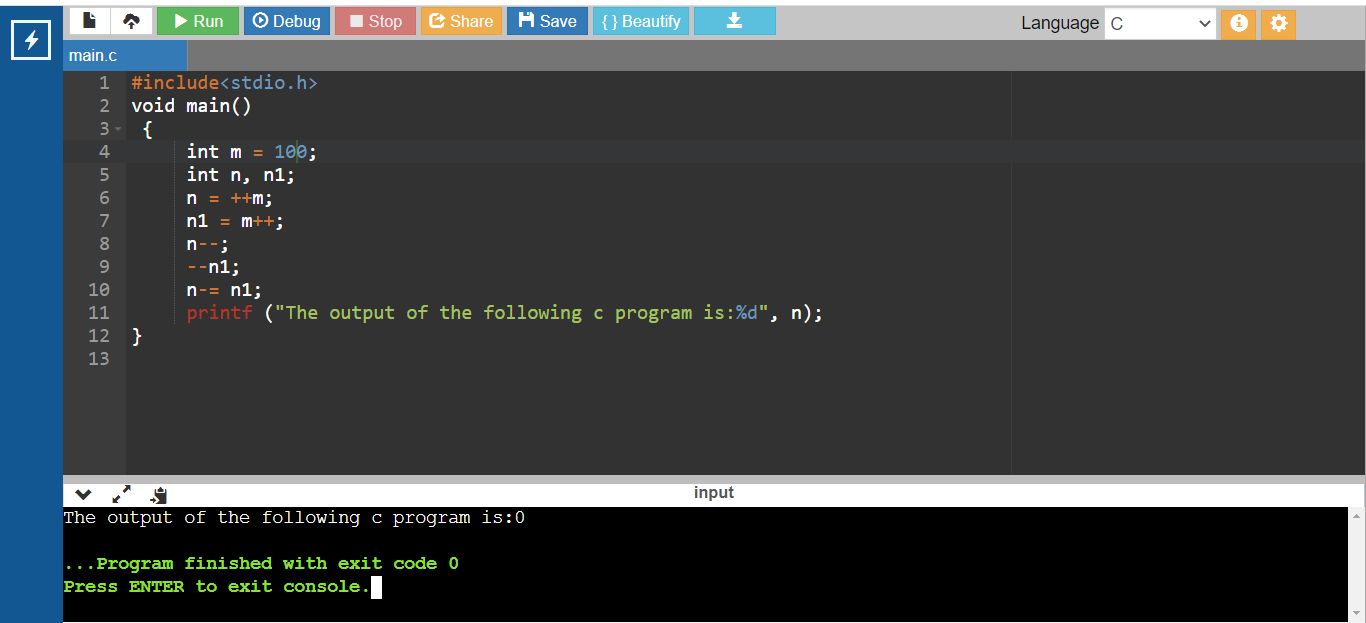 Run Debug Stop Share Save { } Beautify Language C
main.c
1 #include<stdio.h>
2 void main()
3 {
4 int m = 100;
5 int n, n1;
6 n = ++m;
7 n1 = m++;
8 n--;
9 --n1;
10 n-= n1;
11 printf ("The output of the following c program is:%d", n);
12 }
13
input
The output of the following c program is:0
...Program finished with exit code 0
Press ENTER to exit console.